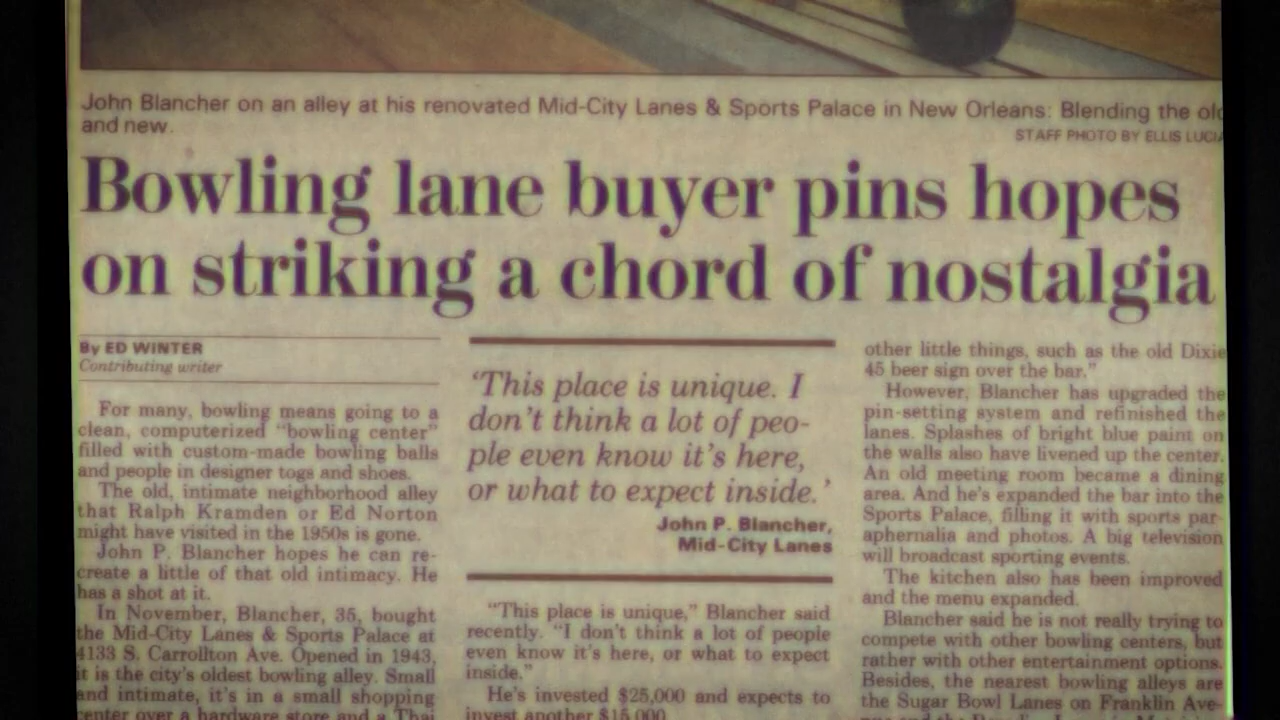 John Blancher on an alley at his renovated Mid-City Lanes & Sports Palace in New Orleans: Blending the old
and new.
STAFF PHOTO BY ELLIS LUCIA
Bowling lane buyer pins hopes
on striking a chord of nostalgia
By ED WINTER
Contributing writer
For many, bowling means going to a
clean, computerized "bowling center"
filled with custom-made bowling balls
and people in designer togs and shoes.
The old, intimate neighborhood alley
that Ralph Kramden or Ed Norton
might have visited in the 1950s is gone.
John P. Blancher hopes he can re-
create a little of that old intimacy. He
has a shot at it.
In November, Blancher, 35, bought
the Mid-City Lanes & Sports Palace at
4133 S. Carrollton Ave. Opened in 1943,
it is the city's oldest bowling alley. Small
and intimate, it's in a small shopping
center over a hardware store and a Thai
'This place is unique. I
don't think a lot of peo-
ple even know it's here,
or what to expect inside.'
John P. Blancher,
Mid-City Lanes
"This place is unique," Blancher said
recently. "I don't think a lot of people
even know it's here, or what to expect
inside."
He's invested $25,000 and expects to
invest another $15,000
other little things, such as the old Dixie
45 beer sign over the bar."
However, Blancher has upgraded the
pin-setting system and refinished the
lanes. Splashes of bright blue paint on
the walls also have livened up the center.
An old meeting room became a dining
area. And he's expanded the bar into the
Sports Palace, filling it with sports par-
aphernalia and photos. A big television
will broadcast sporting events.
The kitchen also has been improved
and the menu expanded.
Blancher said he is not really trying to
compete with other bowling centers, but
rather with other entertainment options.
Besides, the nearest bowling alleys are
the Sugar Bowl Lanes on Franklin Ave-